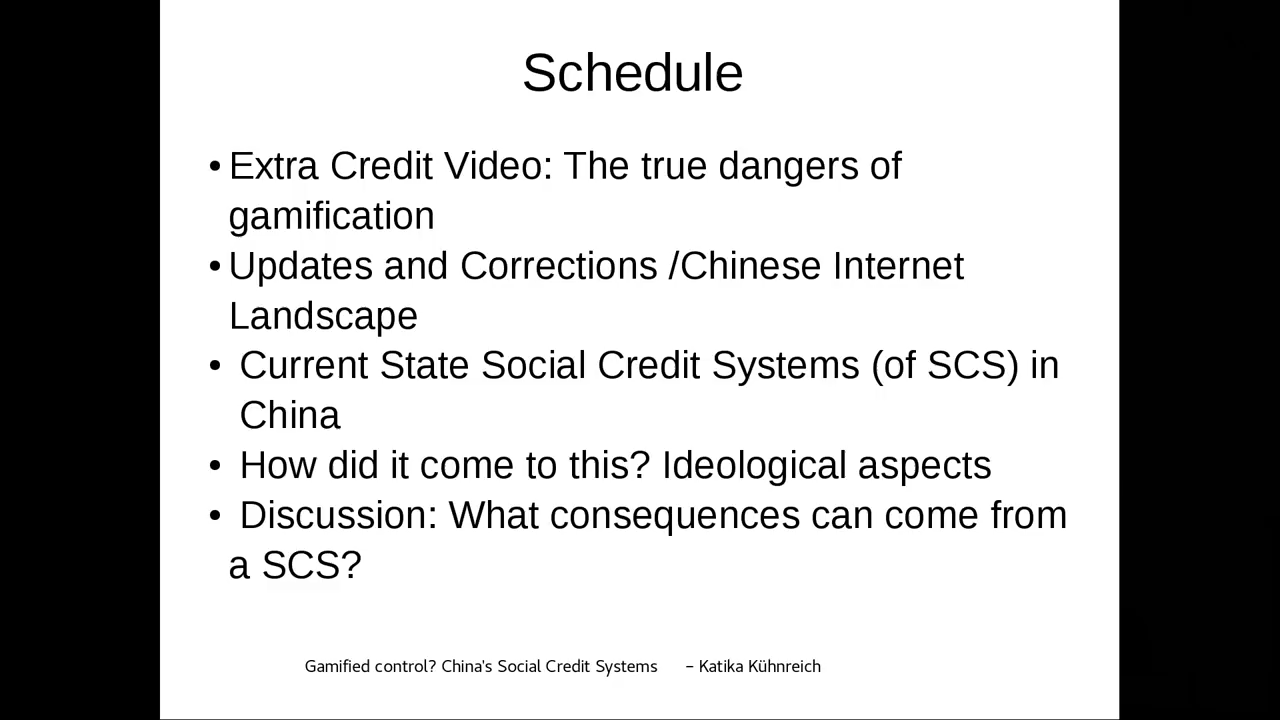 Schedule
•Extra Credit Video: The true dangers of
gamification
•Updates and Corrections /Chinese Internet
Landscape
• Current State Social Credit Systems (of SCS) in
China
• How did it come to this? Ideological aspects
• Discussion: What consequences can come from
a SCS?
Gamified control? China's Social Credit Systems – Katika Kühnreich